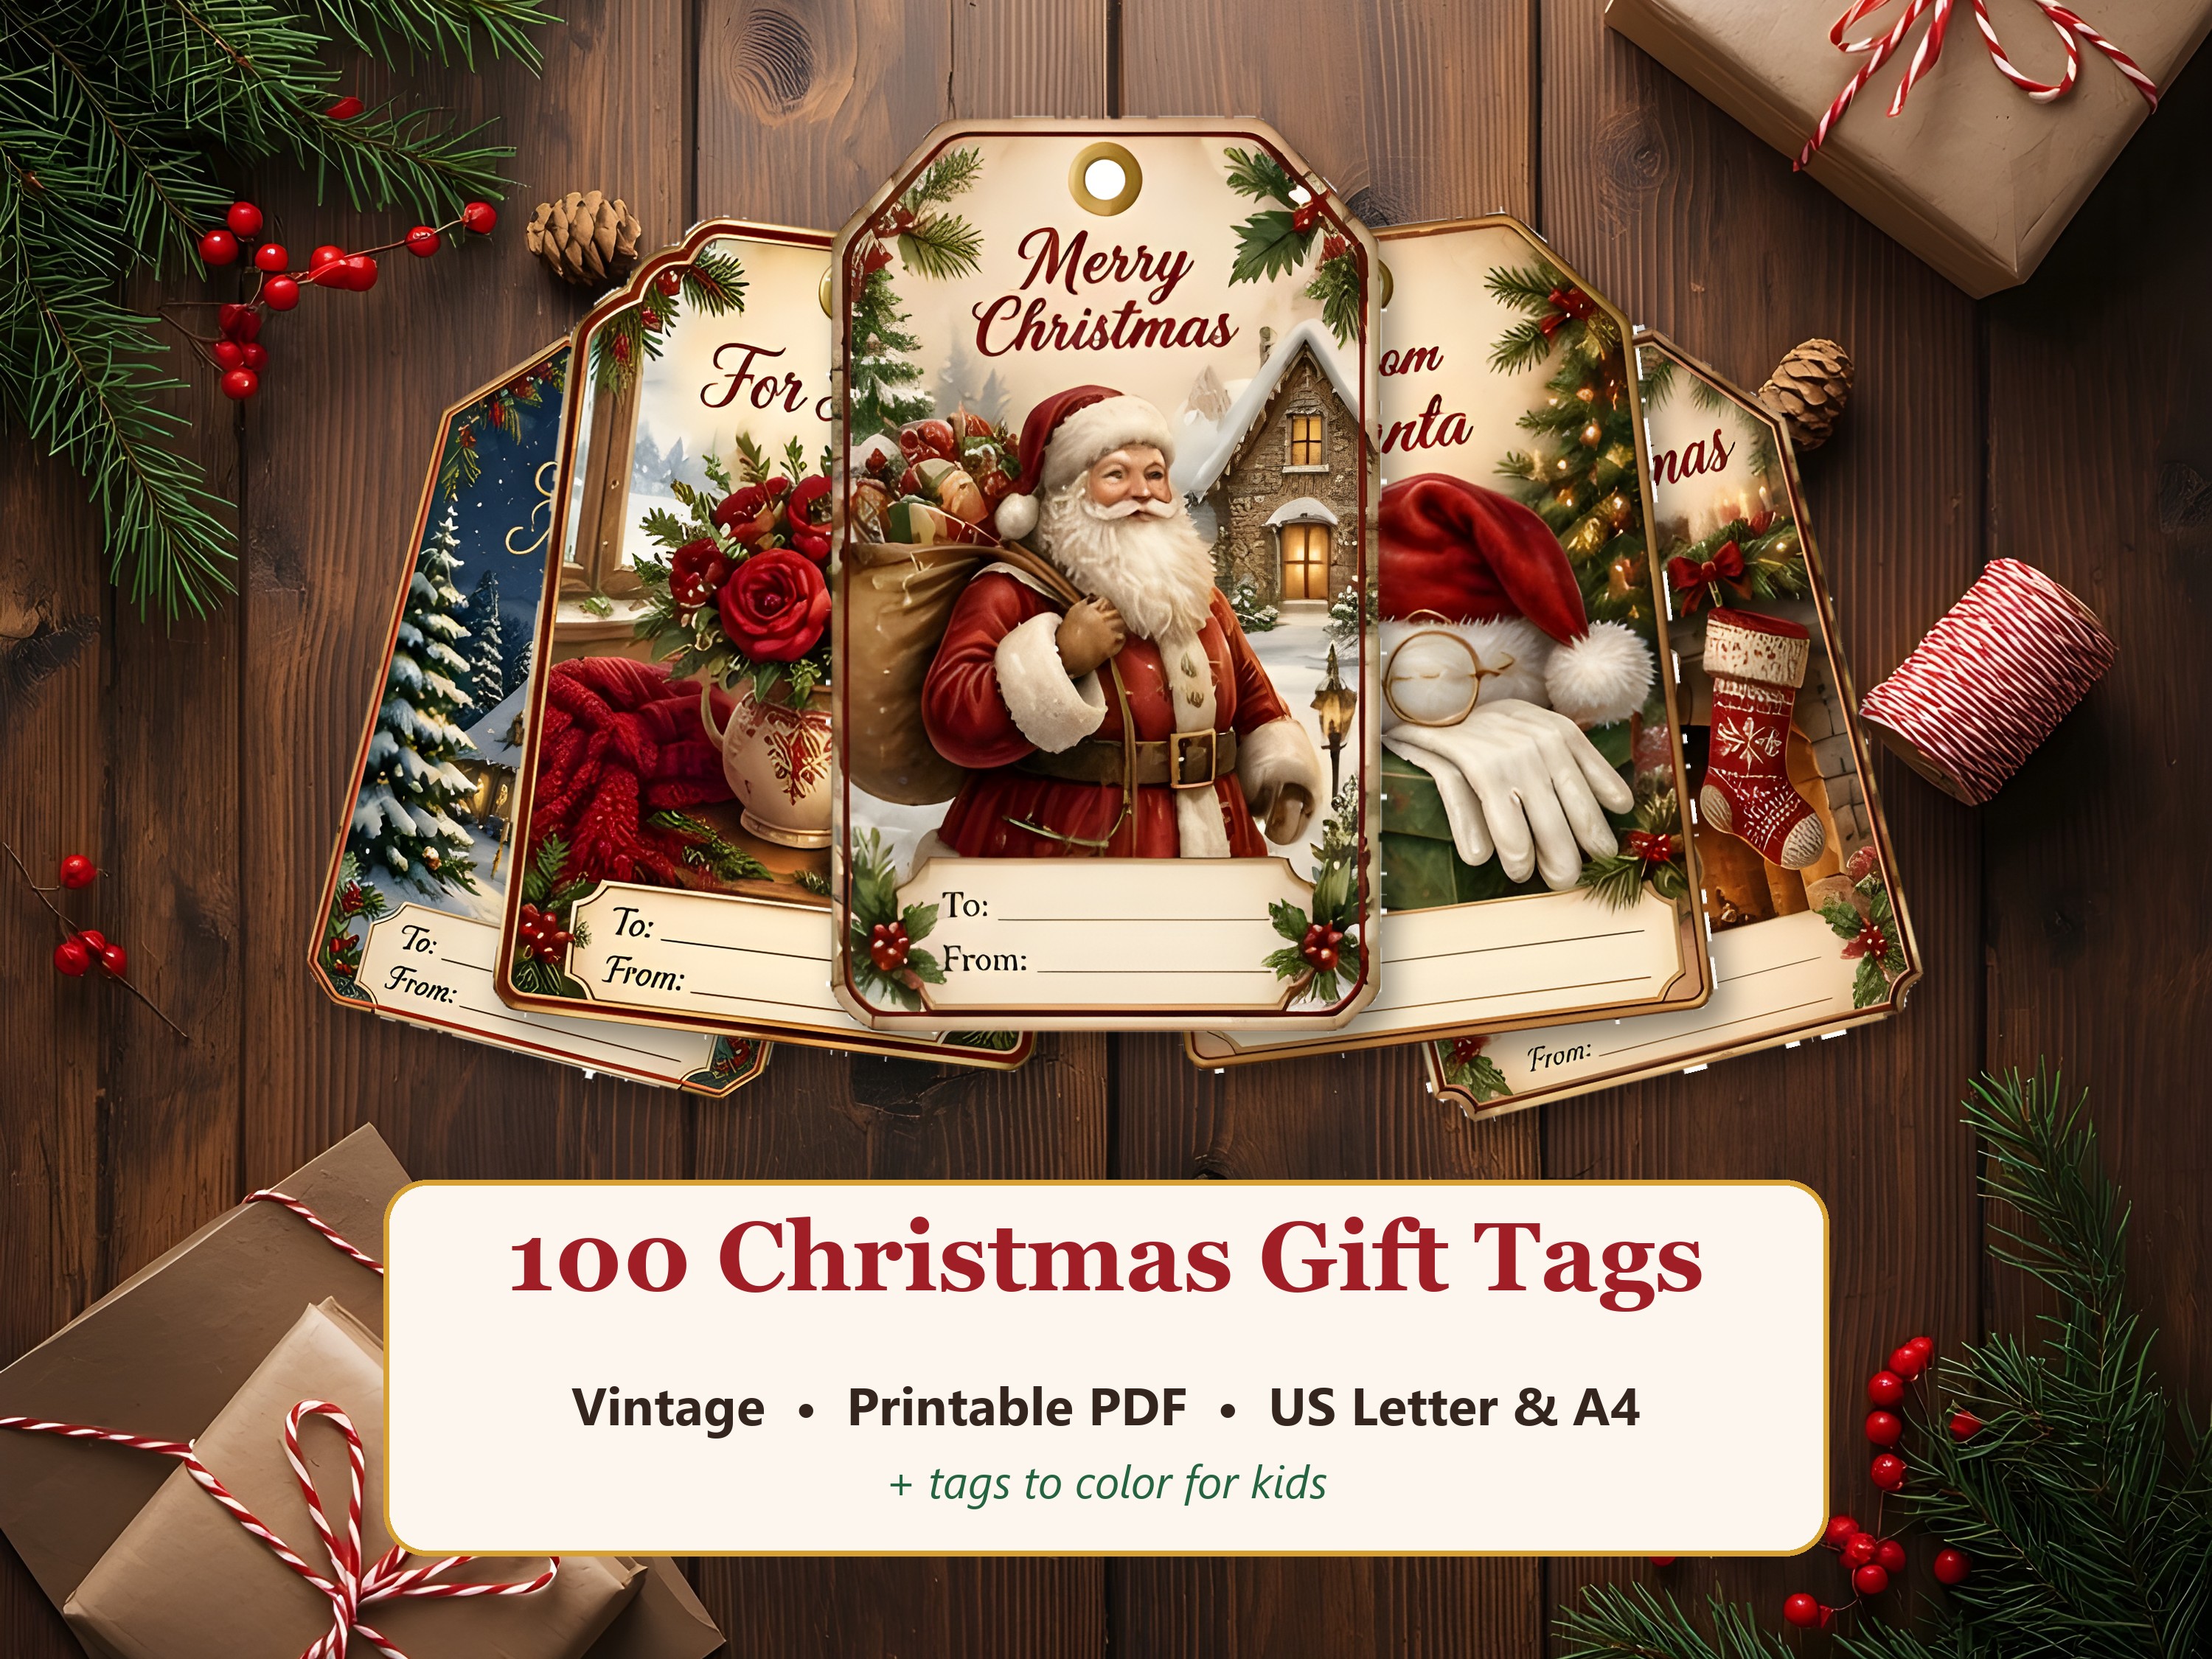 Merry
Christmas
To:
From:
For
To:
From:
To:
From:
From:
100 Christmas Gift Tags
Vintage • Printable PDF • US Letter & A4
+ tags to color for kids